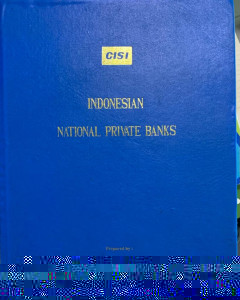 CISI
INDONESIAN
NATIONAL PRIVATE BANKS
Prepared by :